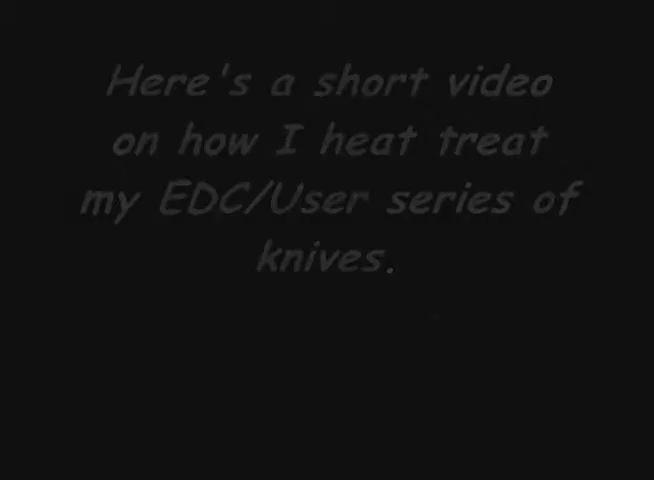 Here's a short video
on how I heat treat
my EDC/User series of
knives.